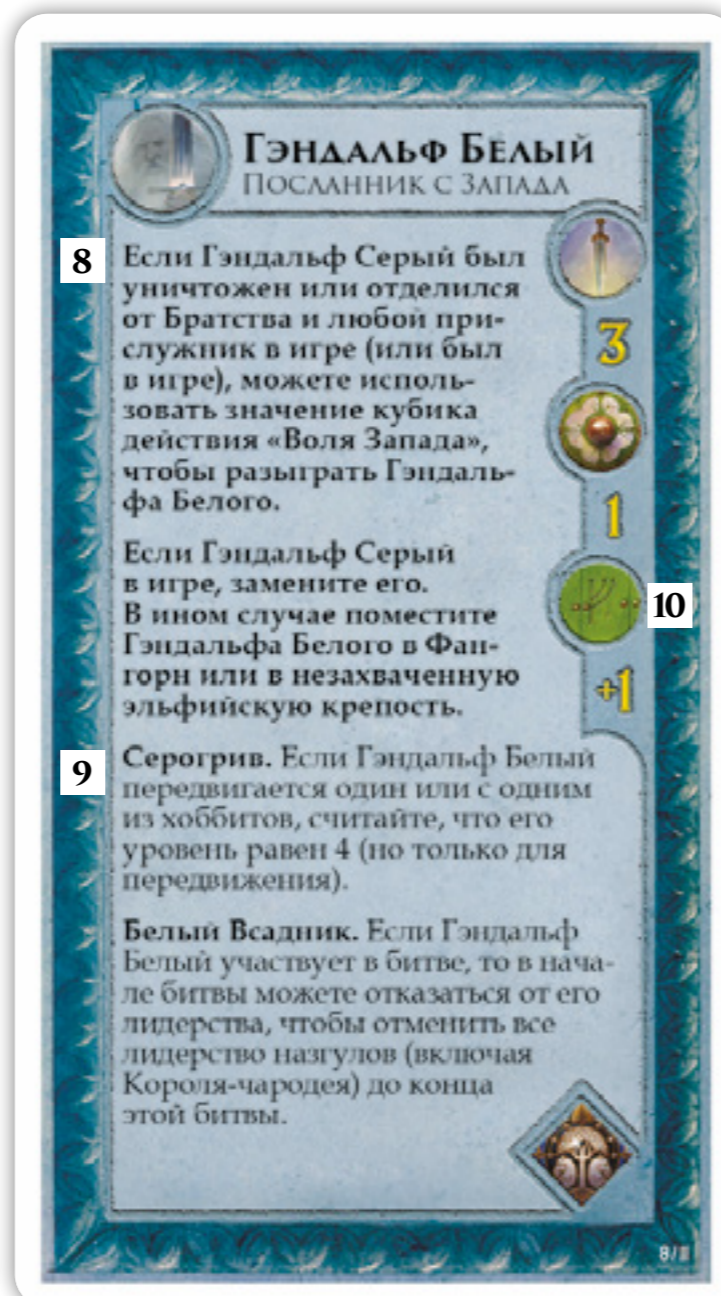 Гэндальф Белый
Посланник с Запада
8
Если Гэндальф Серый был
уничтожен или отделился
от Братства и любой при-
служник в игре (или был
в игре), можете исполь-
зовать значение кубика
действия «Воля Запада»,
чтобы разыграть Гэндаль-
фа Белого.
3
1
Если Гэндальф Серый
в игре, замените его.
В ином случае поместите
Гэндальфа Белого в Фан-
горн или в незахваченную
эльфийскую крепость.
10
+1
9
Серогрив. Если Гэндальф Белый
передвигается один или с одним
из хоббитов, считайте, что его
уровень равен 4 (но только для
передвижения).
Белый Всадник. Если Гэндальф
Белый участвует в битве, то в нача-
ле битвы можете отказаться от его
лидерства, чтобы отменить все
лидерство назгулов (включая
Короля-чародея) до конца
этой битвы.